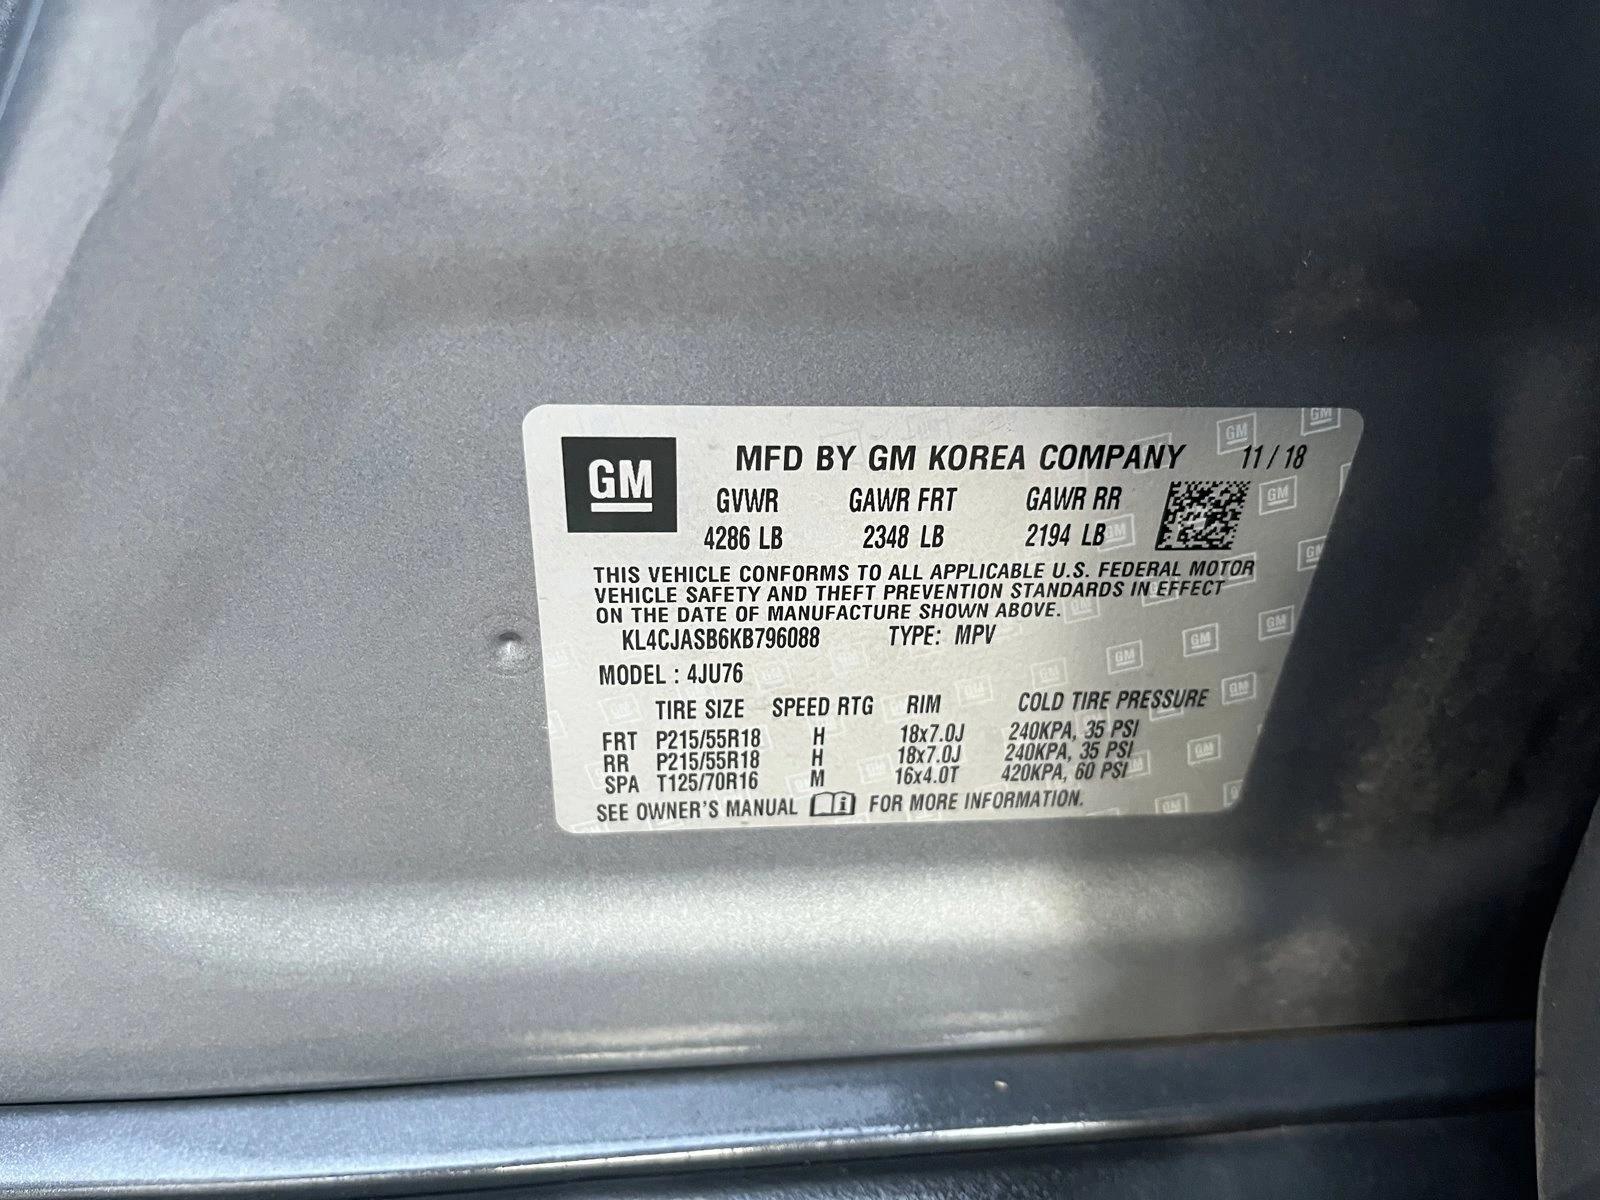 GM
MFD BY GM KOREA COMPANY 11/18
GVWR GAWR FRT GAWR RR
4286 LB 2348 LB 2194 LB
THIS VEHICLE CONFORMS TO ALL APPLICABLE U.S. FEDERAL MOTOR
VEHICLE SAFETY AND THEFT PREVENTION STANDARDS IN EFFECT
ON THE DATE OF MANUFACTURE SHOWN ABOVE.
KL4CJASB6KB796088 TYPE: MPV
MODEL : 4JU76
TIRE SIZE SPEED RTG RIM COLD TIRE PRESSURE
FRT P215/55R18 H 18x7.0J 240KPA, 35 PSI
RR P215/55R18 H 18x7.0J 240KPA, 35 PSI
SPA T125/70R16 M 16x4.0T 420KPA, 60 PSI
SEE OWNER'S MANUAL i FOR MORE INFORMATION.